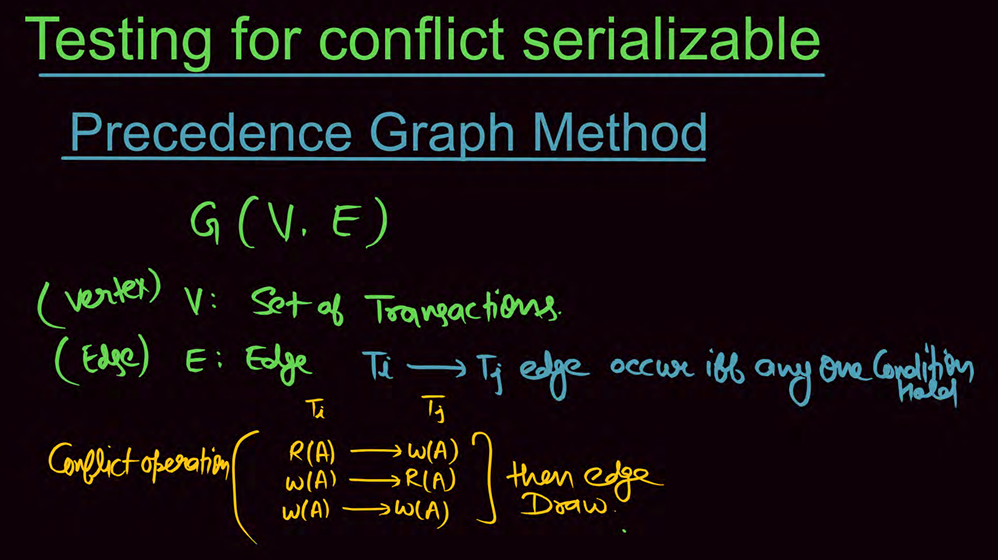 Testing for conflict serializable
Precedence Graph Method
G (V, E)
(Vertex) V: Set of Transactions.
(Edge) E: Edge Ti → Tj edge occur iff any one Condition Hold
Ti Tj
Conflict operation ( R(A) → W(A)
W(A) → R(A)
W(A) → W(A) ] then edge
Draw.